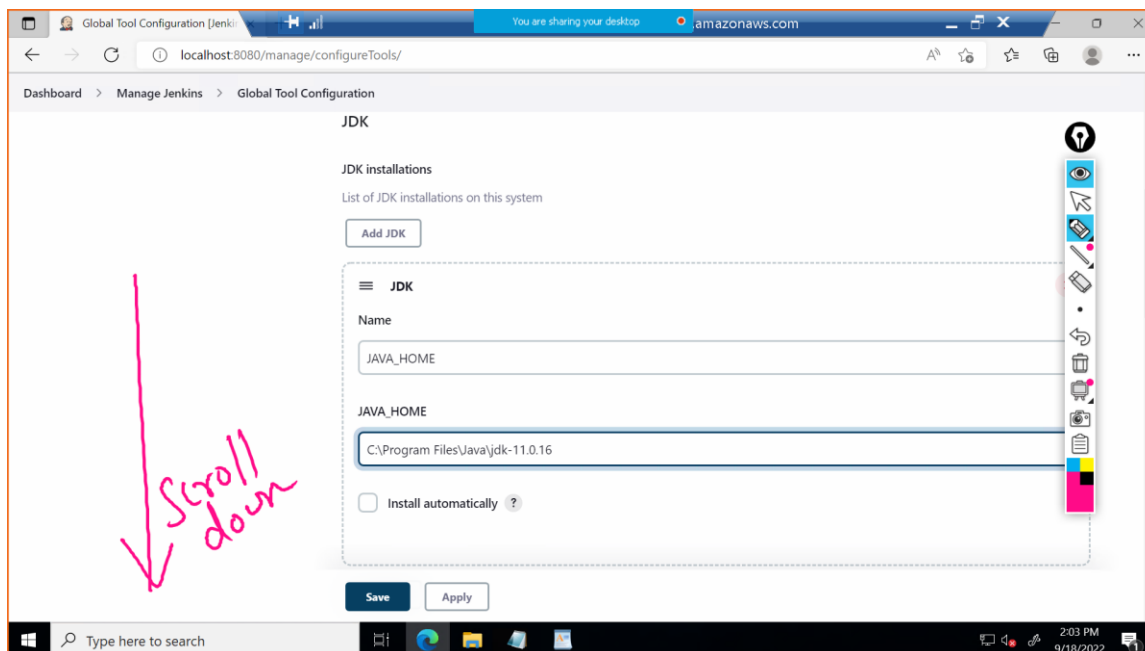 Global Tool Configuration [Jenki
You are sharing your desktop
.amazonaws.com
localhost:8080/manage/configureTools/
Dashboard > Manage Jenkins > Global Tool Configuration
JDK
JDK installations
List of JDK installations on this system
Add JDK
JDK
Name
JAVA_HOME
JAVA_HOME
C:\Program Files\Java\jdk-11.0.16
Install automatically ?
Scroll
down
Save Apply
Type here to search
2:03 PM
9/18/2022